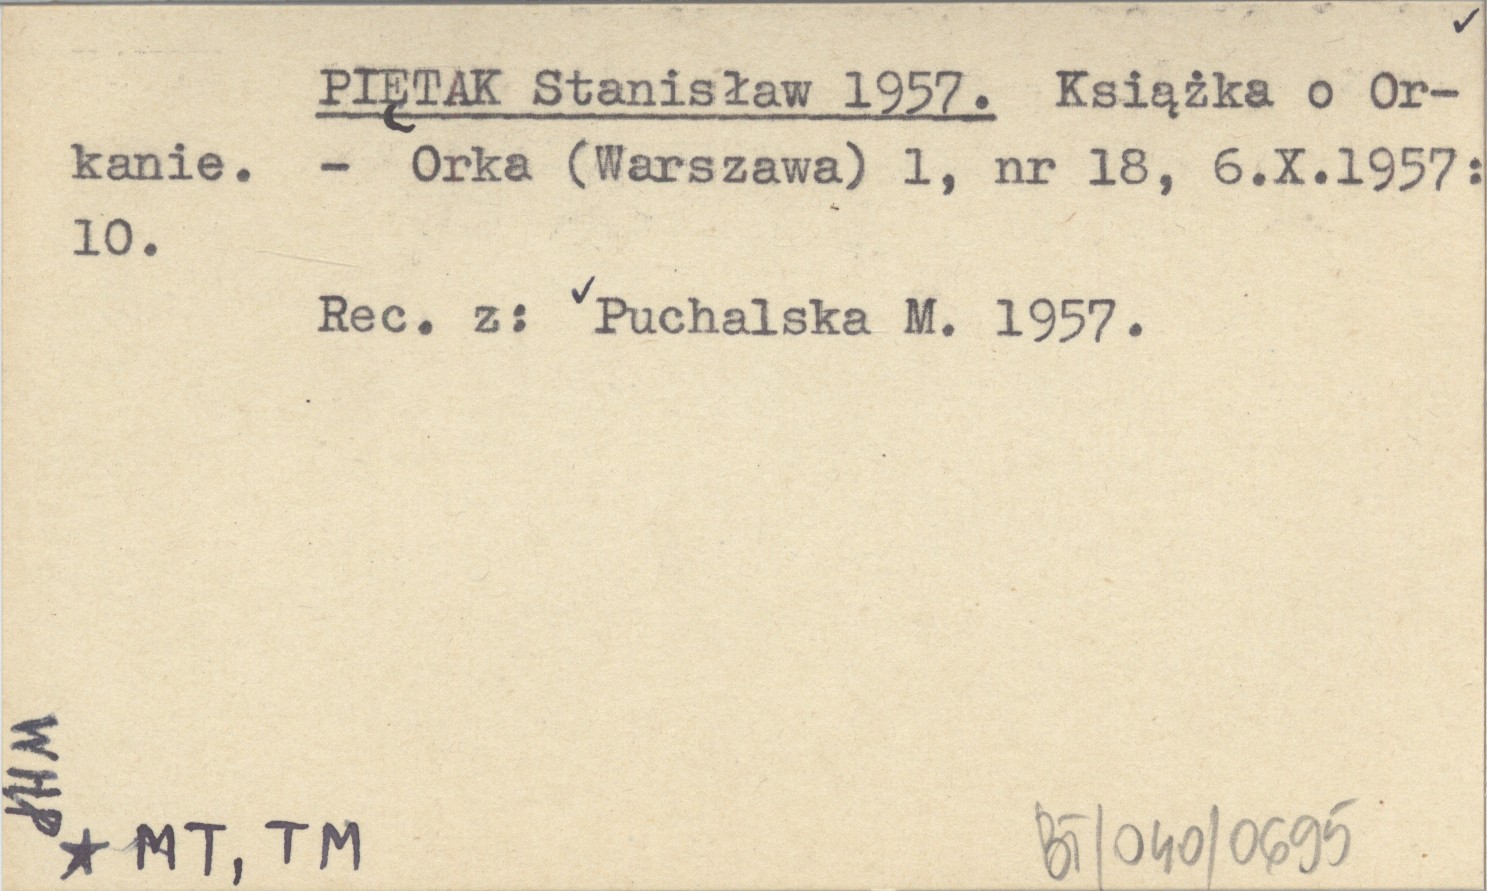 ✓
PIĘTAK Stanisław 1957. Książka o Or-
kanie. - Orka (Warszawa) 1, nr 18, 6.X.1957:
10.
Rec. z: ✓Puchalska M. 1957.
WHP
★ MT, TM
BT/040/0695